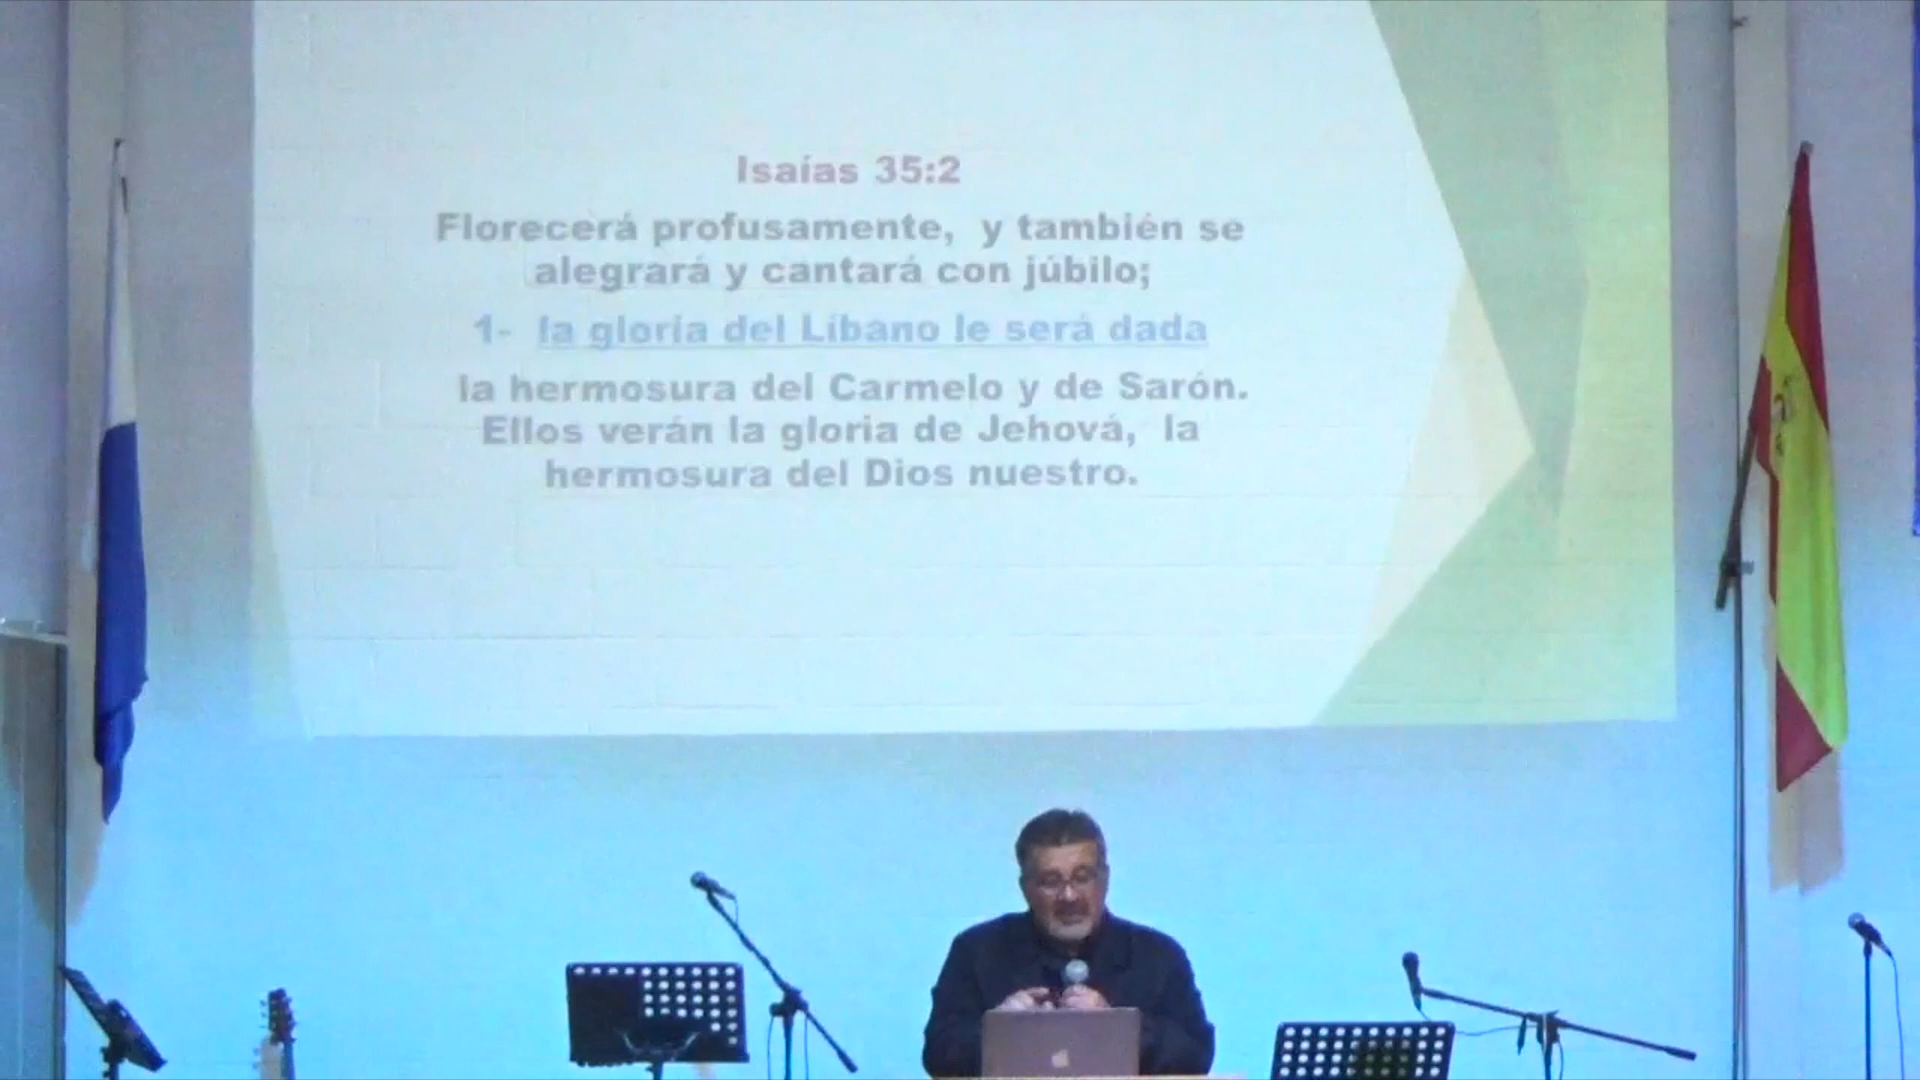 Isaías 35:2
Florecerá profusamente, y también se
alegrará y cantará con júbilo;
1- la gloria del Líbano le será dada
la hermosura del Carmelo y de Sarón.
Ellos verán la gloria de Jehová, la
hermosura del Dios nuestro.